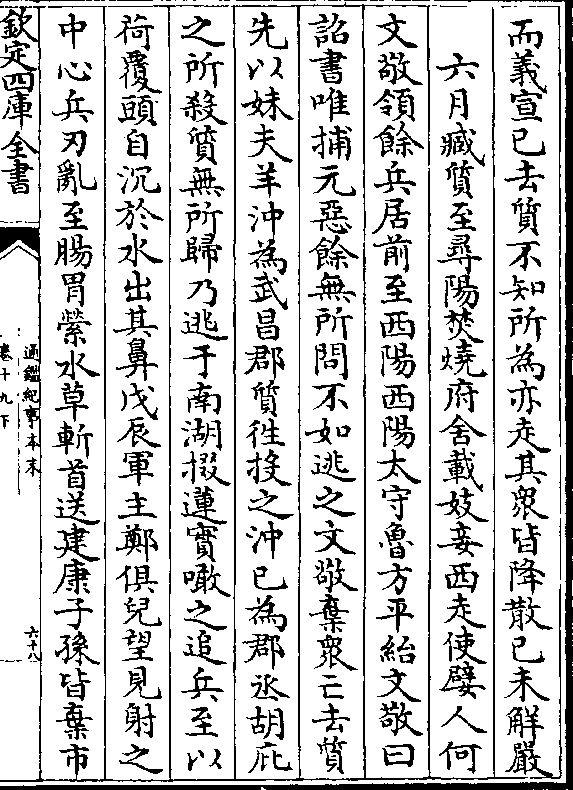 而義宣已去質不知所為亦走其衆皆降散己未解嚴
六月臧質至尋陽焚燒府舍載妓妾西走使嬖人何
文敬領餘兵居前至西陽西陽太守魯方平紿文敬曰
詔書唯捕元惡餘無所問不如逃之文敬棄衆亡去質
先以妹夫羊沖為武昌郡質徃投之沖已為郡丞胡庇
之所殺質無所歸乃逃于南湖掇蓮實噉之追兵至以
荷覆頭自沉於水出其鼻戊辰軍主鄭俱兒望見射之
中心兵刃亂至腸胃縈水草斬首送建康子孫皆棄市
欽定四庫全書
通鑑紀事本末
卷十九下
六十八